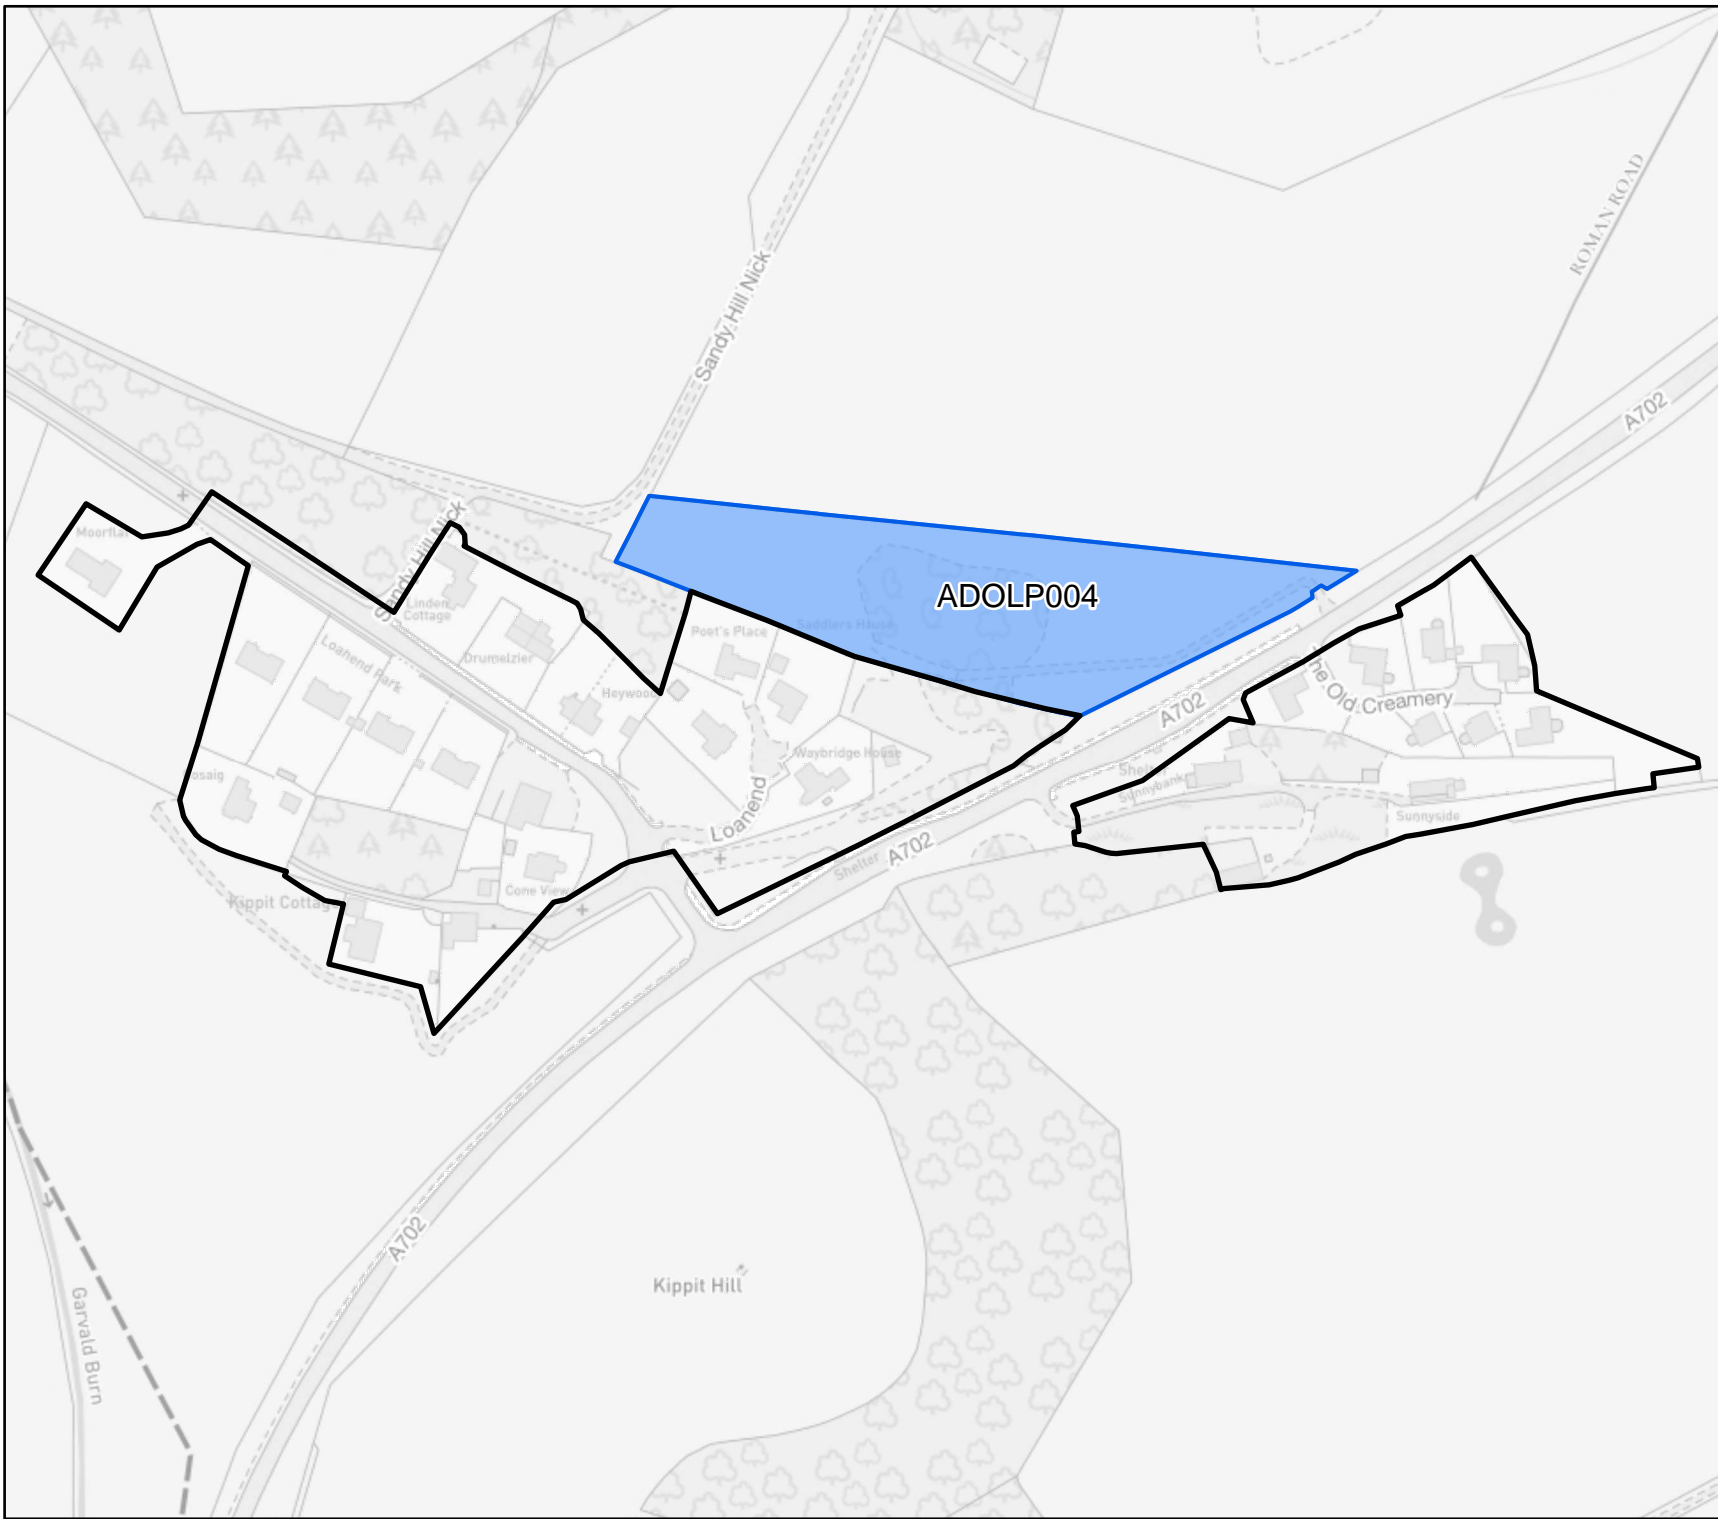 ROMAN ROAD
Sandy Hill Nick
A702
Moorflat
Sandy Hill Nick
ADOLP004
Linden
Cottage
Poet's Place
Saddlers House
Loanend Park
Drumelzier
Heywood
A702
The Old Creamery
Waybridge House
Shelter
Sunnybank
Loanend
Sunnyside
A702
Shelter
Cone View
Kippit Cottage
A702
Kippit Hill
Garvald Burn